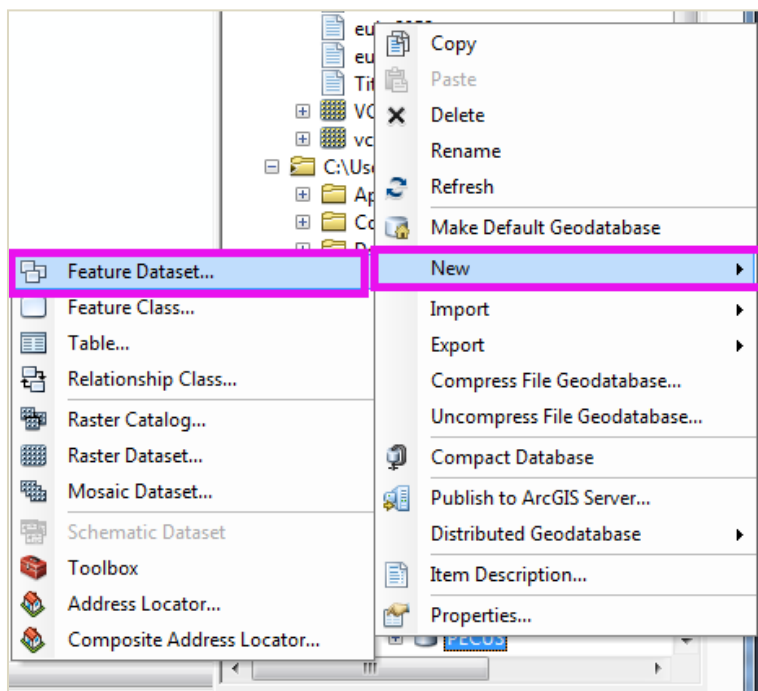 Copy
Paste
Delete
Rename
Refresh
Make Default Geodatabase
New
Import
Export
Compress File Geodatabase...
Uncompress File Geodatabase...
Compact Database
Publish to ArcGIS Server...
Distributed Geodatabase
Item Description...
Properties...
Feature Dataset...
Feature Class...
Table...
Relationship Class...
Raster Catalog...
Raster Dataset...
Mosaic Dataset...
Schematic Dataset
Toolbox
Address Locator...
Composite Address Locator...
C:\Us
PECOS